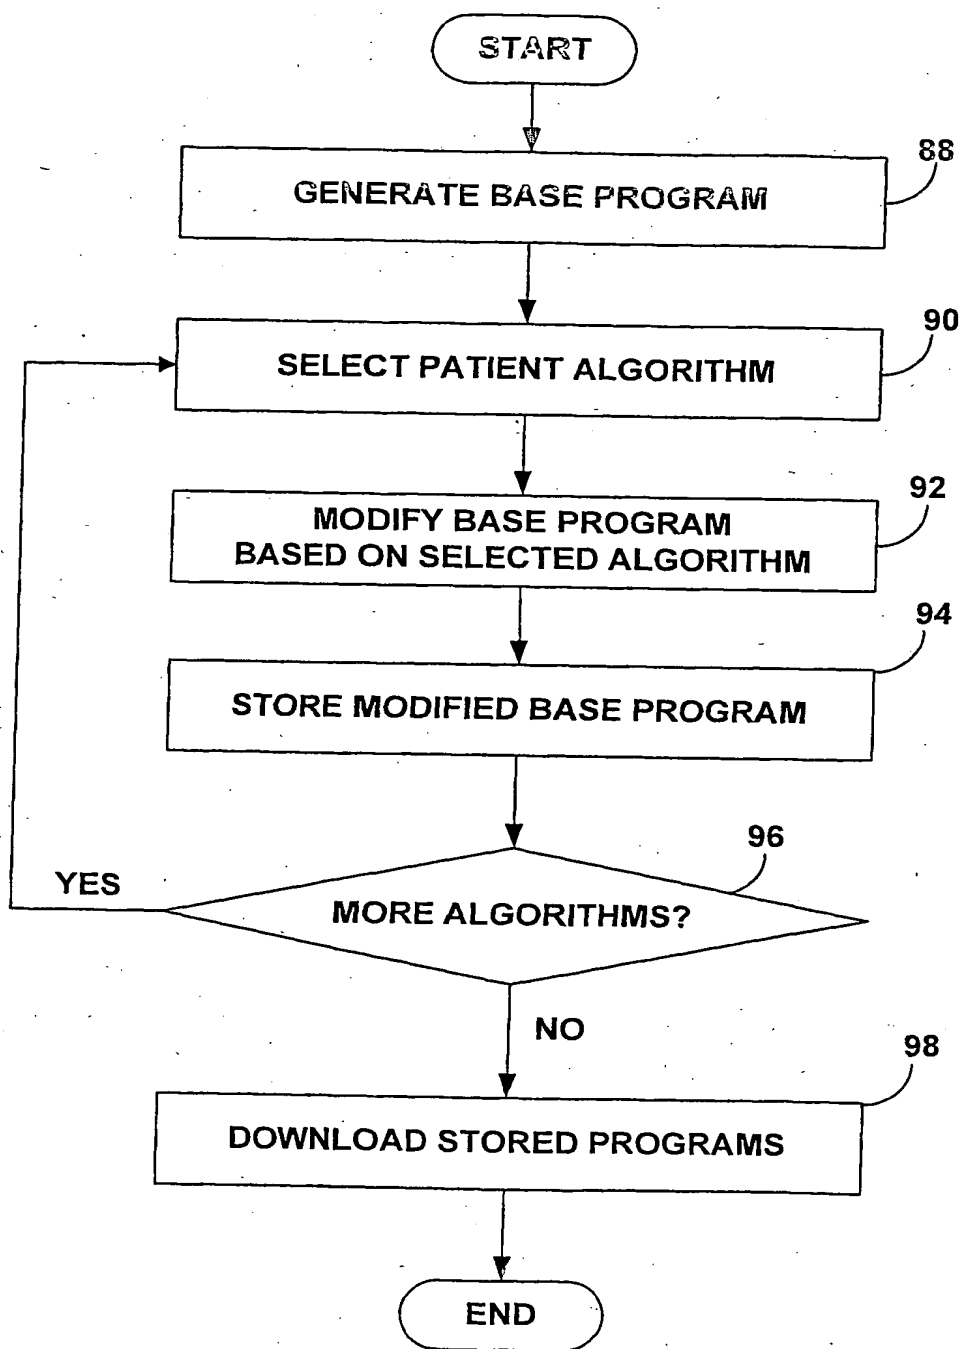 START
88
GENERATE BASE PROGRAM
90
SELECT PATIENT ALGORITHM
92
MODIFY BASE PROGRAM
BASED ON SELECTED ALGORITHM
94
STORE MODIFIED BASE PROGRAM
96
YES
MORE ALGORITHMS?
NO
98
DOWNLOAD STORED PROGRAMS
END